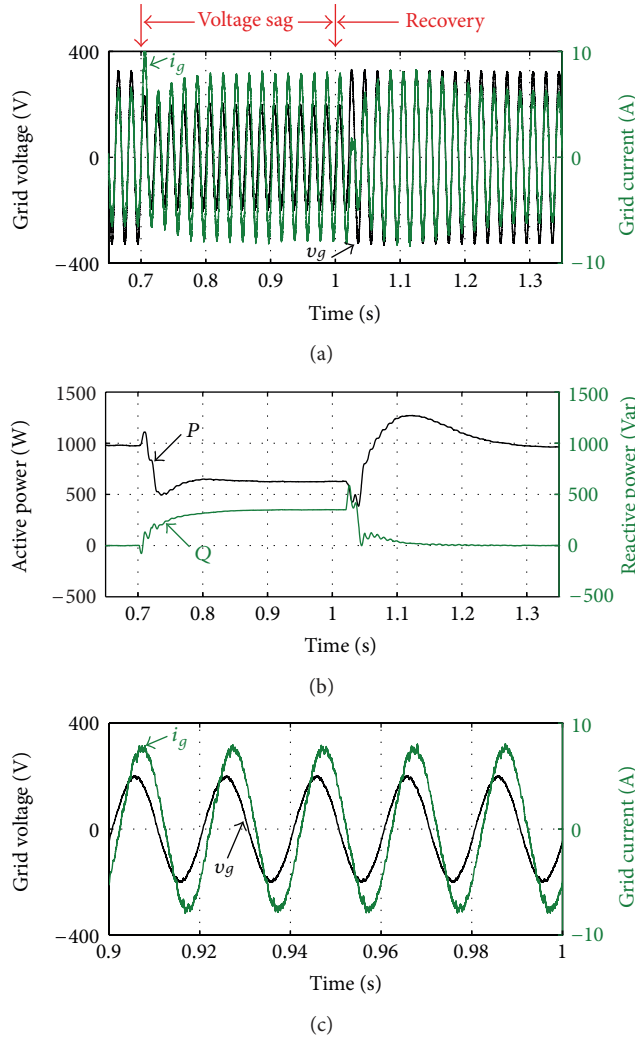 Voltage sag Recovery
400 10
i_g
Grid voltage (V)
0 0
Grid current (A)
v_g
−400 −10
0.7 0.8 0.9 1 1.1 1.2 1.3
Time (s)
(a)
1500 1500
P
1000 1000
Active power (W)
500 500
Reactive power (Var)
Q
0 0
−500 −500
0.7 0.8 0.9 1 1.1 1.2 1.3
Time (s)
(b)
400 10
i_g
Grid voltage (V)
0 0
Grid current (A)
v_g
−400 −10
0.9 0.92 0.94 0.96 0.98 1
Time (s)
(c)